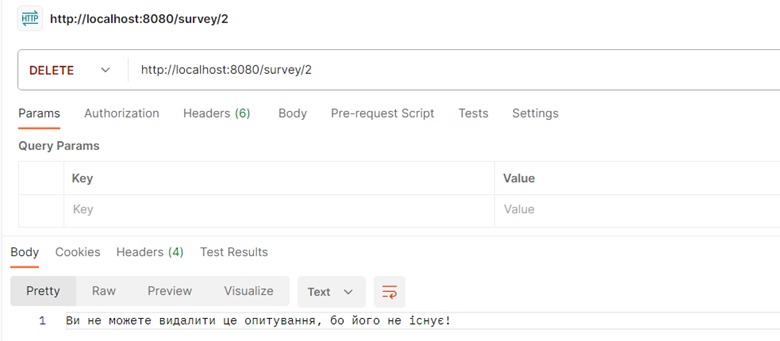 HTTP http://localhost:8080/survey/2
DELETE http://localhost:8080/survey/2
Params Authorization Headers (6) Body Pre-request Script Tests Settings
Query Params
Key Value
Key Value
Body Cookies Headers (4) Test Results
Pretty Raw Preview Visualize Text
1 Ви не можете видалити це опитування, бо його не існує!